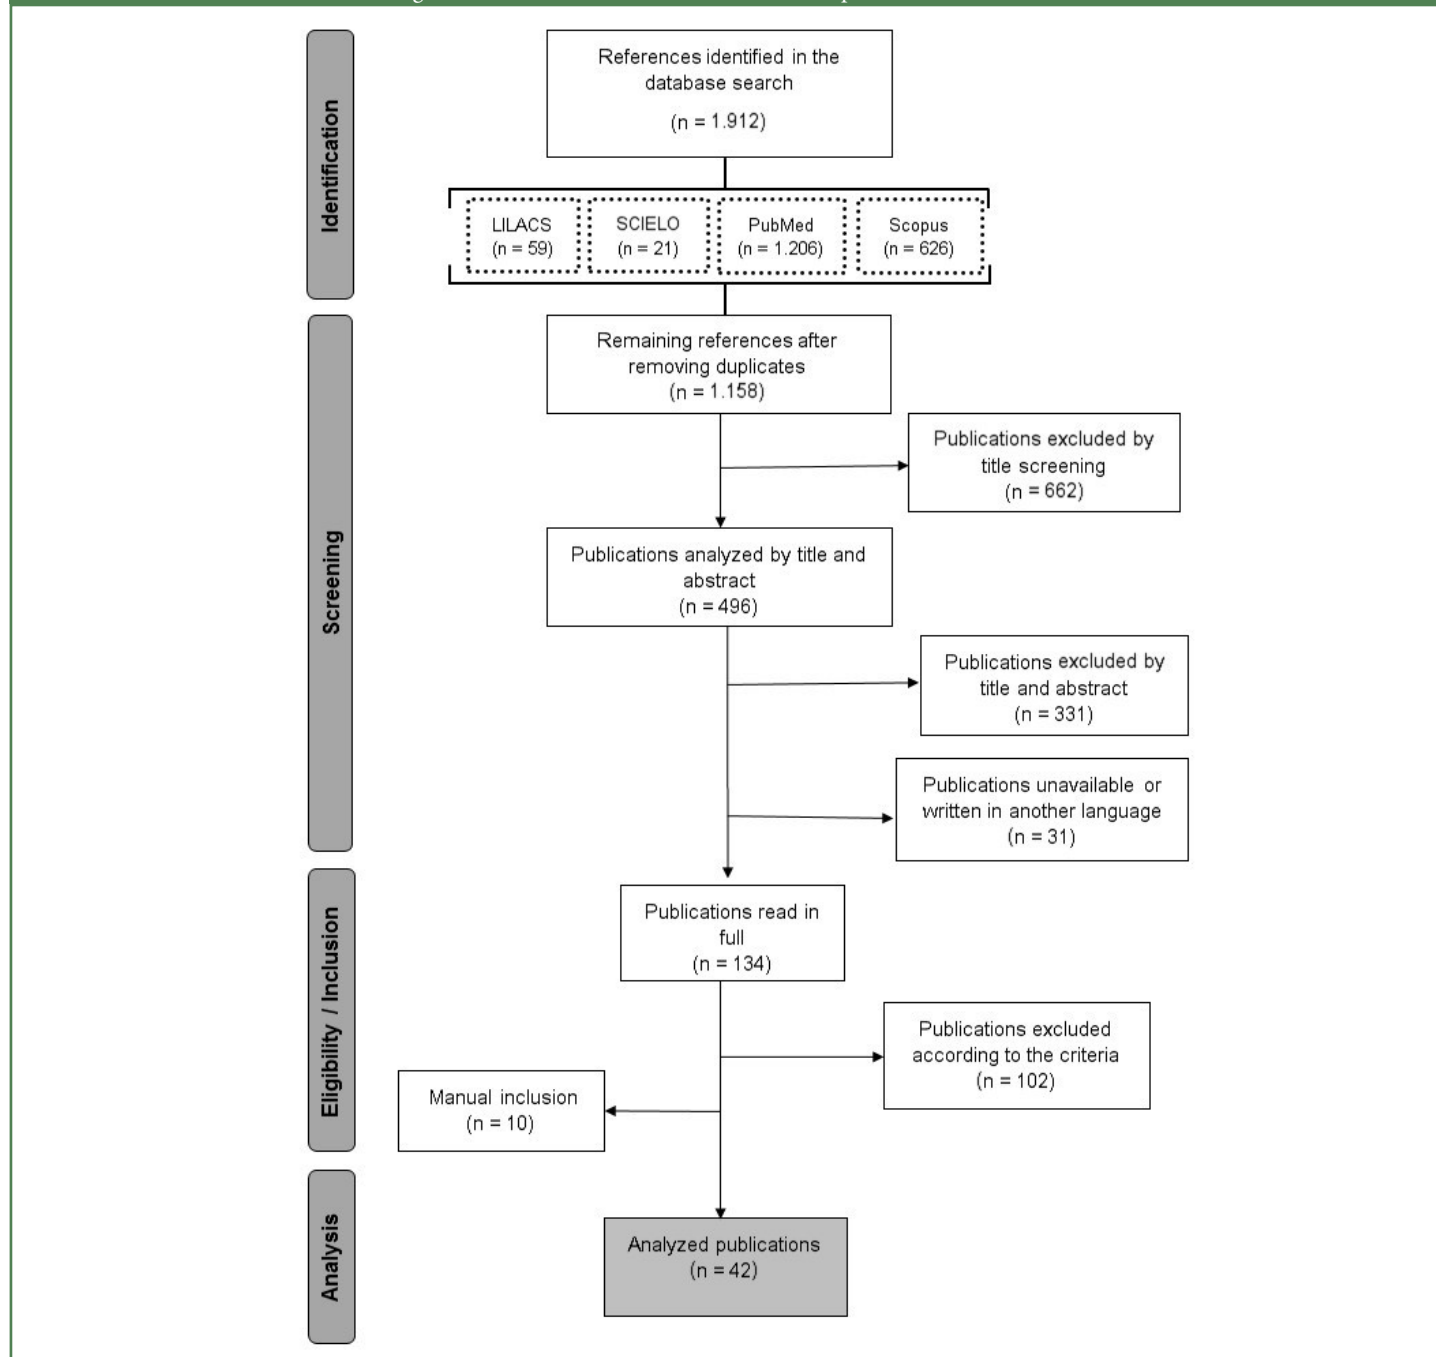 Identification
References identified in the
database search
(n = 1.912)
LILACS
(n = 59)
SCIELO
(n = 21)
PubMed
(n = 1.206)
Scopus
(n = 626)
Screening
Remaining references after
removing duplicates
(n = 1.158)
Publications excluded by
title screening
(n = 662)
Publications analyzed by title and
abstract
(n = 496)
Publications excluded by
title and abstract
(n = 331)
Publications unavailable or
written in another language
(n = 31)
Eligibility / Inclusion
Publications read in
full
(n = 134)
Publications excluded
according to the criteria
(n = 102)
Manual inclusion
(n = 10)
Analysis
Analyzed publications
(n = 42)